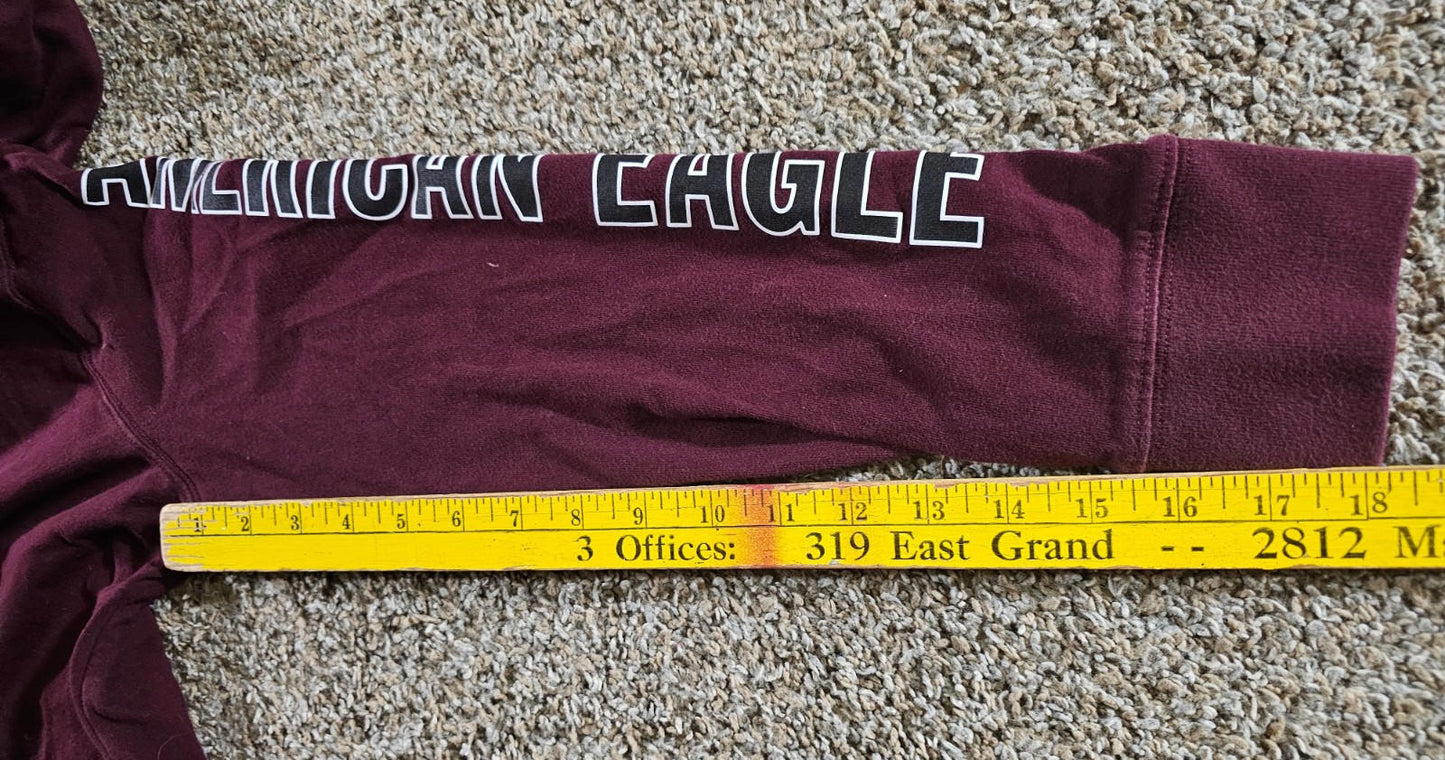 AMERICAN EAGLE
1 2 3 4 5 6 7 8 9 10 11 12 13 14 15 16 17 18
3 Offices: 319 East Grand -- 2812